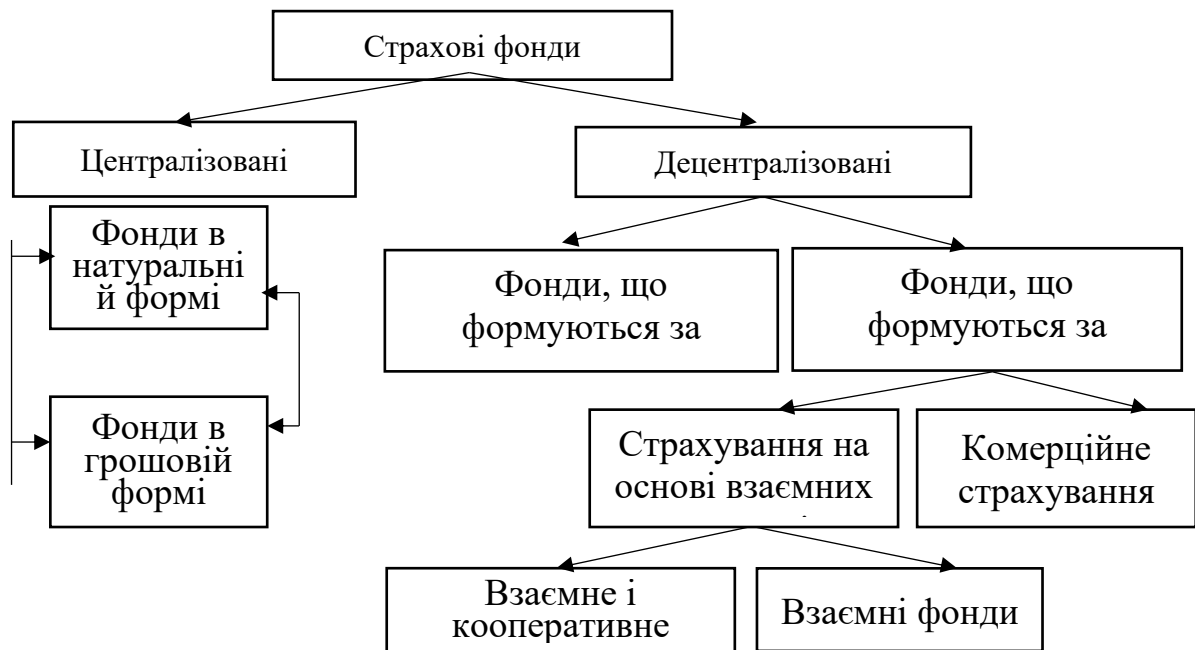 Страхові фонди
Централізовані
Децентралізовані
Фонди в
натуральні
й формі
Фонди, що
формуються за
Фонди, що
формуються за
Фонди в
грошовій
формі
Страхування на
основі взаємних
Комерційне
страхування
Взаємне і
кооперативне
Взаємні фонди